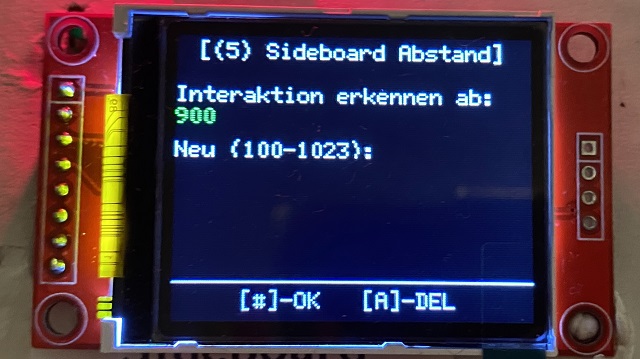 [(5) Sideboard Abstand]
Interaktion erkennen ab:
900
Neu (100-1023):
[#]-OK [A]-DEL